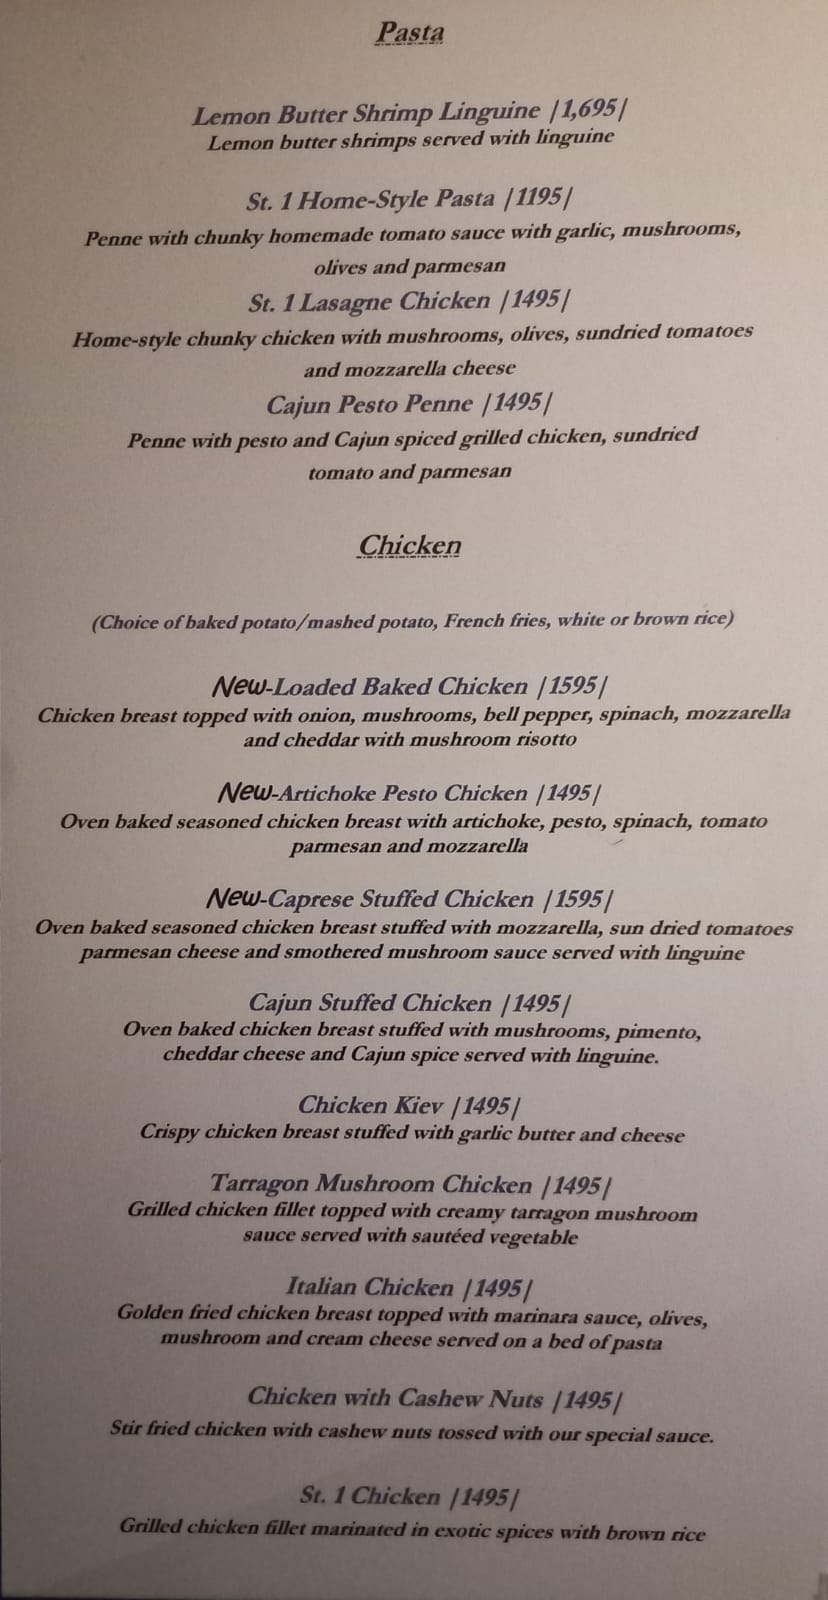 Pasta
Lemon Butter Shrimp Linguine |1,695|
Lemon butter shrimps served with linguine
St. 1 Home-Style Pasta |1195|
Penne with chunky homemade tomato sauce with garlic, mushrooms,
olives and parmesan
St. 1 Lasagne Chicken |1495|
Home-style chunky chicken with mushrooms, olives, sundried tomatoes
and mozzarella cheese
Cajun Pesto Penne |1495|
Penne with pesto and Cajun spiced grilled chicken, sundried
tomato and parmesan
Chicken
(Choice of baked potato/mashed potato, French fries, white or brown rice)
New-Loaded Baked Chicken |1595|
Chicken breast topped with onion, mushrooms, bell pepper, spinach, mozzarella
and cheddar with mushroom risotto
New-Artichoke Pesto Chicken |1495|
Oven baked seasoned chicken breast with artichoke, pesto, spinach, tomato
parmesan and mozzarella
New-Caprese Stuffed Chicken |1595|
Oven baked seasoned chicken breast stuffed with mozzarella, sun dried tomatoes
parmesan cheese and smothered mushroom sauce served with linguine
Cajun Stuffed Chicken |1495|
Oven baked chicken breast stuffed with mushrooms, pimento,
cheddar cheese and Cajun spice served with linguine.
Chicken Kiev |1495|
Crispy chicken breast stuffed with garlic butter and cheese
Tarragon Mushroom Chicken |1495|
Grilled chicken fillet topped with creamy tarragon mushroom
sauce served with sautéed vegetable
Italian Chicken |1495|
Golden fried chicken breast topped with marinara sauce, olives,
mushroom and cream cheese served on a bed of pasta
Chicken with Cashew Nuts |1495|
Stir fried chicken with cashew nuts tossed with our special sauce.
St. 1 Chicken |1495|
Grilled chicken fillet marinated in exotic spices with brown rice